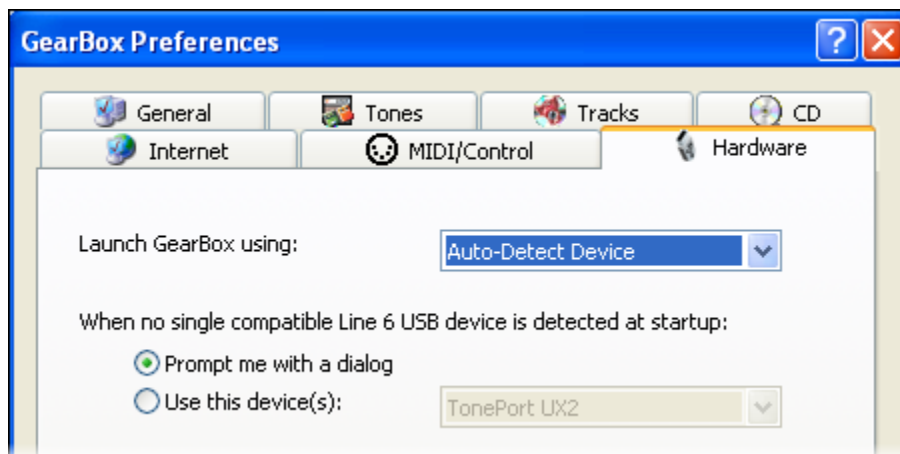 GearBox Preferences
General Tones Tracks CD
Internet MIDI/Control Hardware
Launch GearBox using: Auto-Detect Device
When no single compatible Line 6 USB device is detected at startup:
Prompt me with a dialog
Use this device(s): TonePort UX2